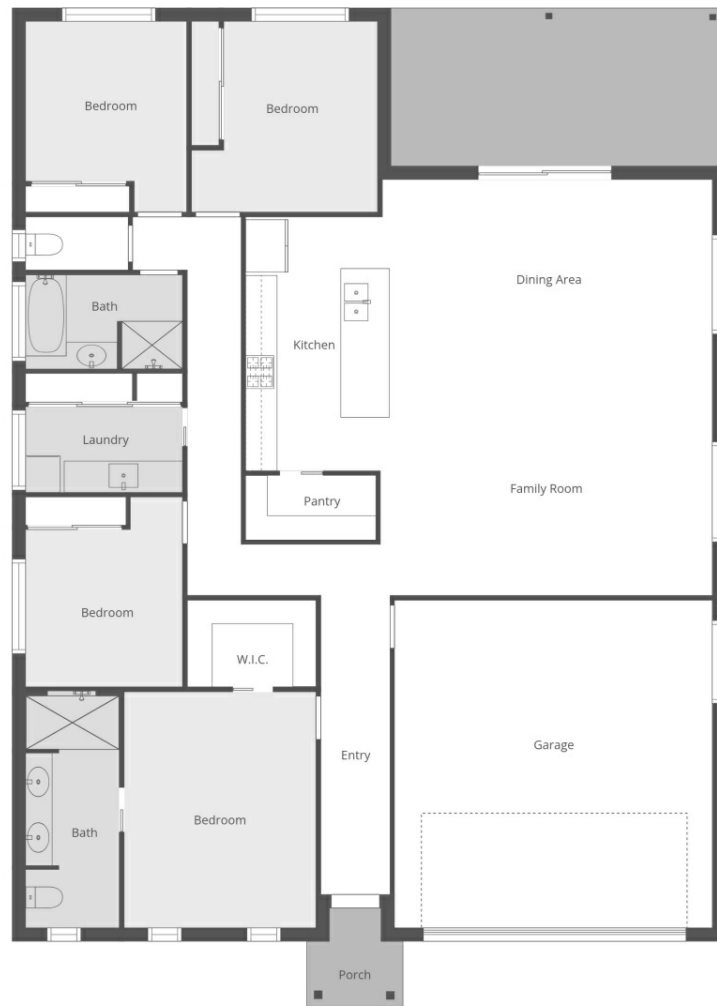 Bedroom
Bedroom
Dining Area
Bath
Kitchen
Laundry
Family Room
Pantry
Bedroom
W.I.C.
Entry
Garage
Bedroom
Bath
Porch